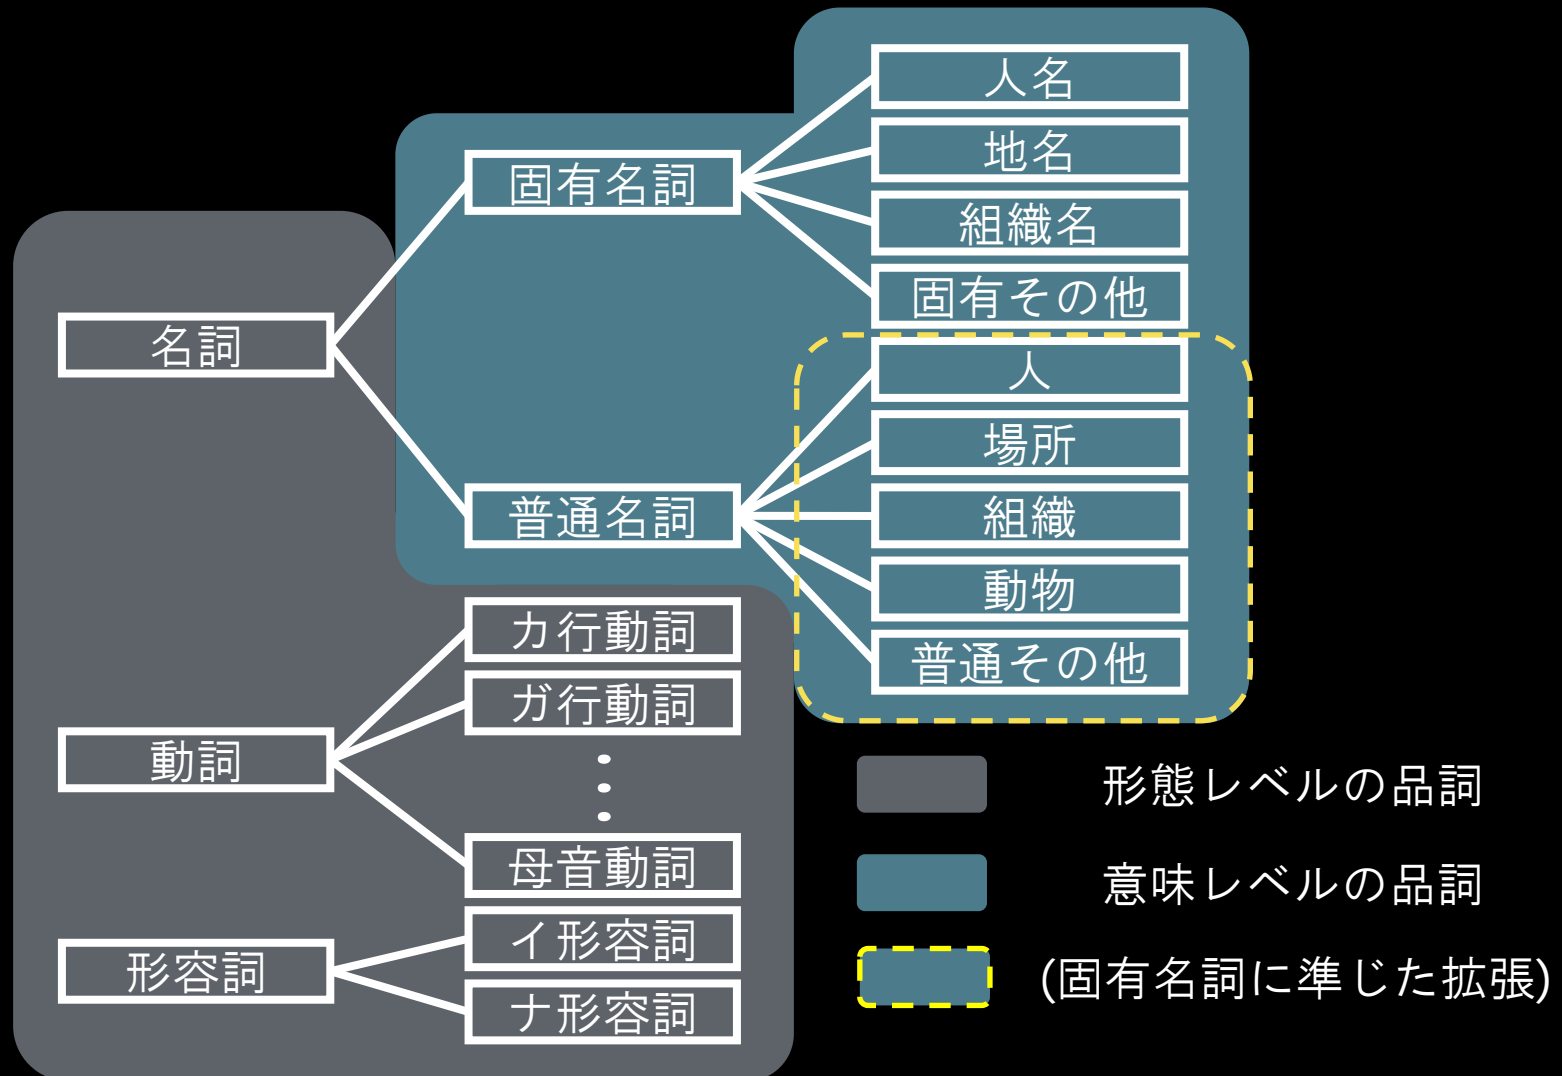 人名
地名
固有名詞
組織名
固有その他
名詞
人
場所
普通名詞
組織
動物
カ行動詞
普通その他
ガ行動詞
動詞
形態レベルの品詞
母音動詞
意味レベルの品詞
イ形容詞
形容詞
(固有名詞に準じた拡張)
ナ形容詞